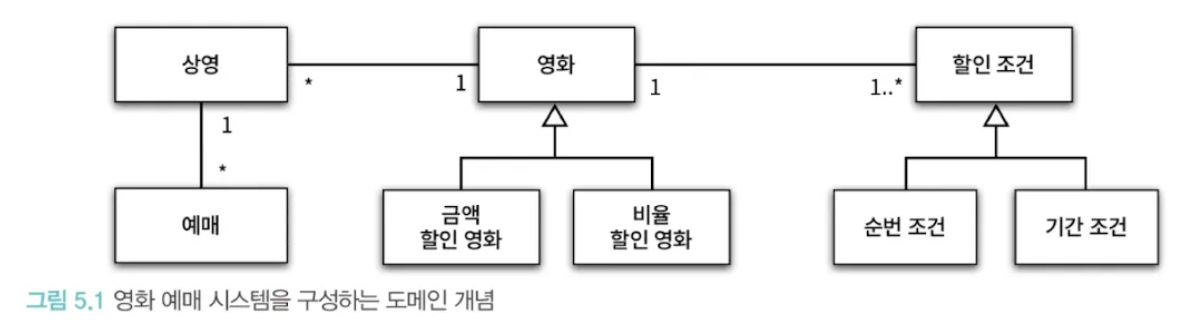 상영
*
1
영화
1
1..*
할인 조건
1
*
예매
금액
할인 영화
비율
할인 영화
순번 조건
기간 조건
그림 5.1 영화 예매 시스템을 구성하는 도메인 개념